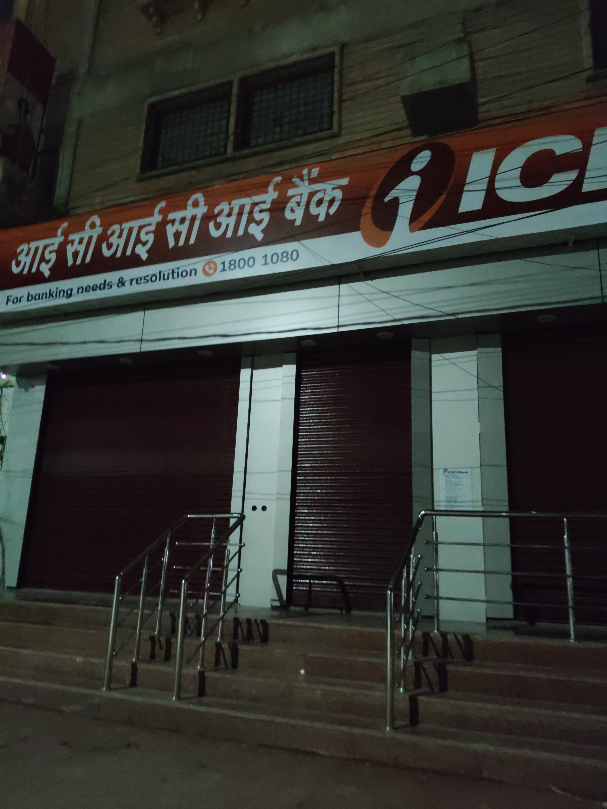 आई सी आई सी आई बैंक
i ICI
For banking needs & resolution 1800 1080